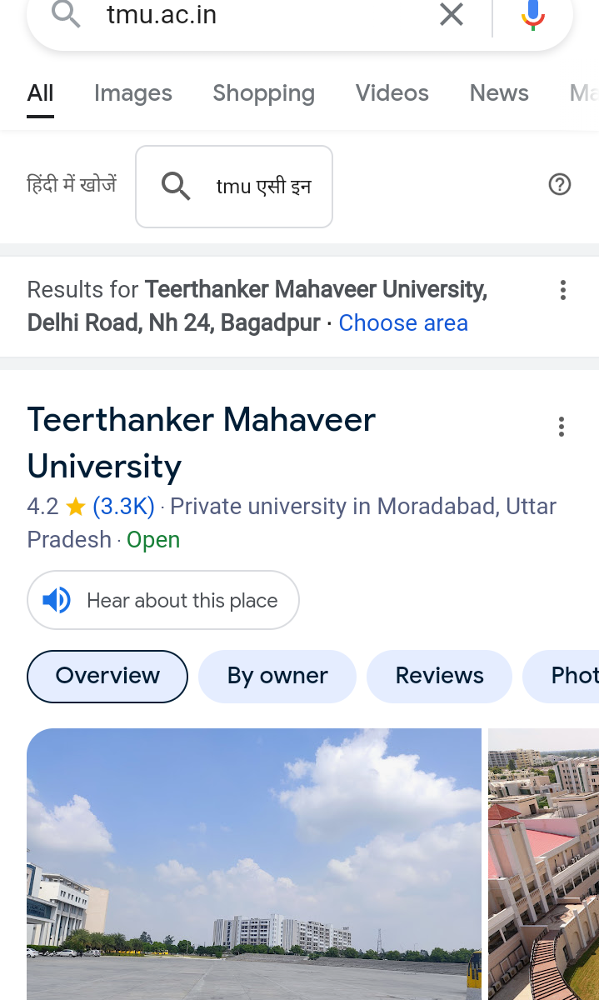 tmu.ac.in
All Images Shopping Videos News Ma
हिंदी में खोजें tmu एसी इन
Results for Teerthanker Mahaveer University,
Delhi Road, Nh 24, Bagadpur · Choose area
Teerthanker Mahaveer
University
4.2 (3.3K) · Private university in Moradabad, Uttar
Pradesh · Open
Hear about this place
Overview By owner Reviews Phot